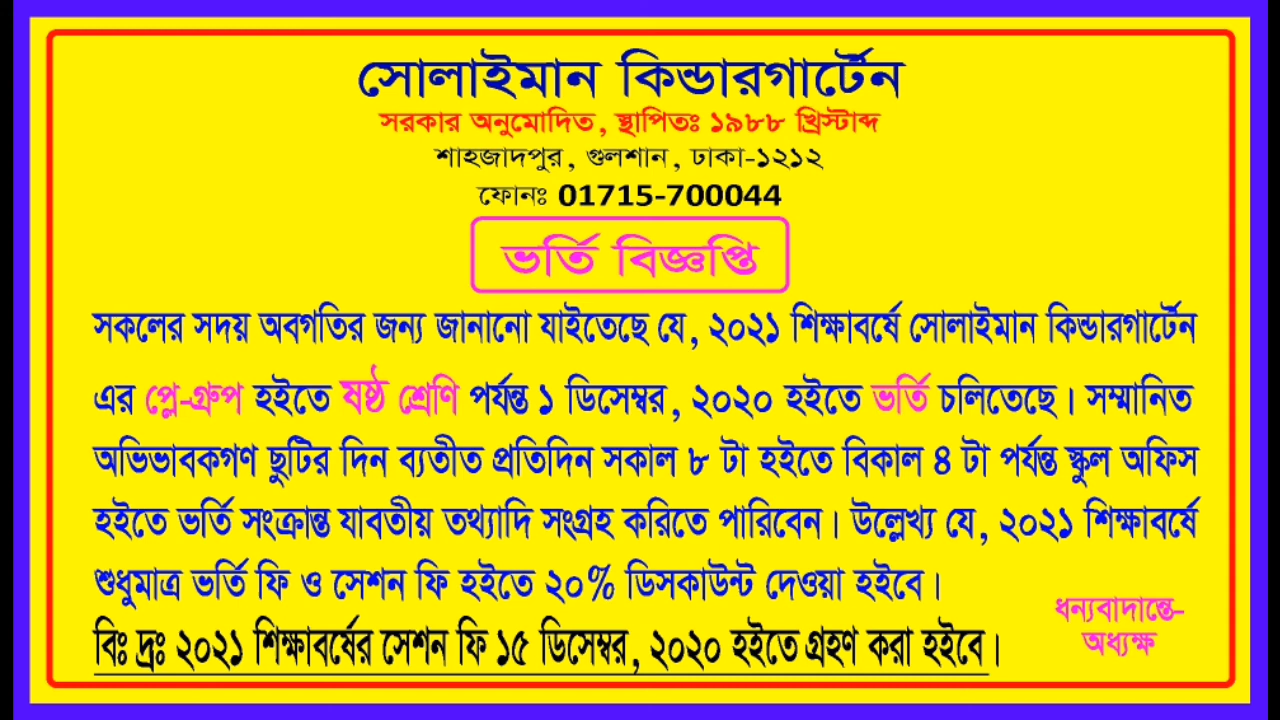 সোলাইমান কিন্ডারগার্টেন
সরকার অনুমোদিত, স্থাপিতঃ ১৯৮৮ খ্রিস্টাব্দ
শাহজাদপুর, গুলশান, ঢাকা-১২১২
ফোনঃ 01715-700044
ভর্তি বিজ্ঞপ্তি
সকলের সদয় অবগতির জন্য জানানো যাইতেছে যে, ২০২১ শিক্ষাবর্ষে সোলাইমান কিন্ডারগার্টেন
এর প্লে-গ্রুপ হইতে ষষ্ঠ শ্রেণি পর্যন্ত ১ ডিসেম্বর, ২০২০ হইতে ভর্তি চলিতেছে। সম্মানিত
অভিভাবকগণ ছুটির দিন ব্যতীত প্রতিদিন সকাল ৮ টা হইতে বিকাল ৪ টা পর্যন্ত স্কুল অফিস
হইতে ভর্তি সংক্রান্ত যাবতীয় তথ্যাদি সংগ্রহ করিতে পারিবেন। উল্লেখ্য যে, ২০২১ শিক্ষাবর্ষে
শুধুমাত্র ভর্তি ফি ও সেশন ফি হইতে ২০% ডিসকাউন্ট দেওয়া হইবে।
বিঃ দ্রঃ ২০২১ শিক্ষাবর্ষের সেশন ফি ১৫ ডিসেম্বর, ২০২০ হইতে গ্রহণ করা হইবে।
ধন্যবাদান্তে-
অধ্যক্ষ